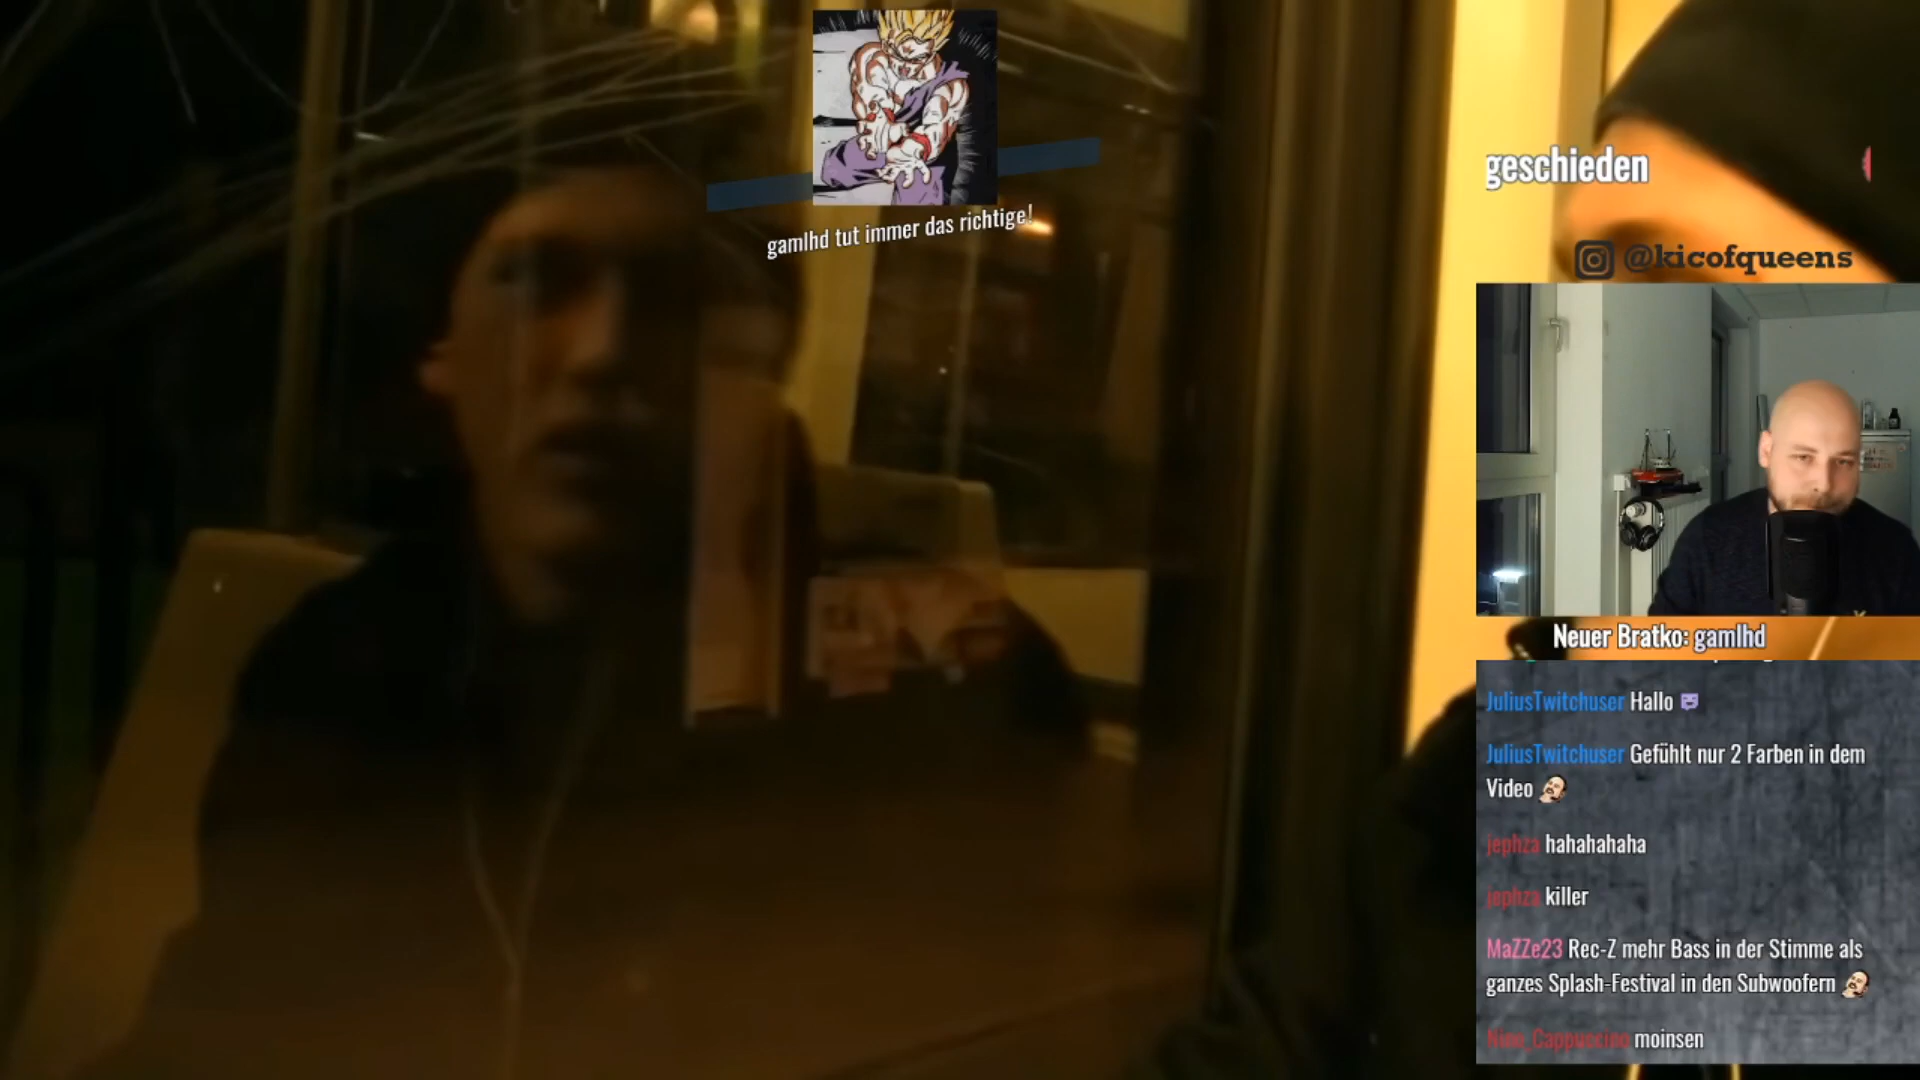 gamlhd tut immer das richtige!
geschieden
@kicofqueens
Neuer Bratko: gamlhd
JuliusTwitchuser Hallo
JuliusTwitchuser Gefühlt nur 2 Farben in dem
Video
jephza hahahahaha
jephza killer
MaZZe23 Rec-Z mehr Bass in der Stimme als
ganzes Splash-Festival in den Subwoofern
Nino_Cappuccino moinsen